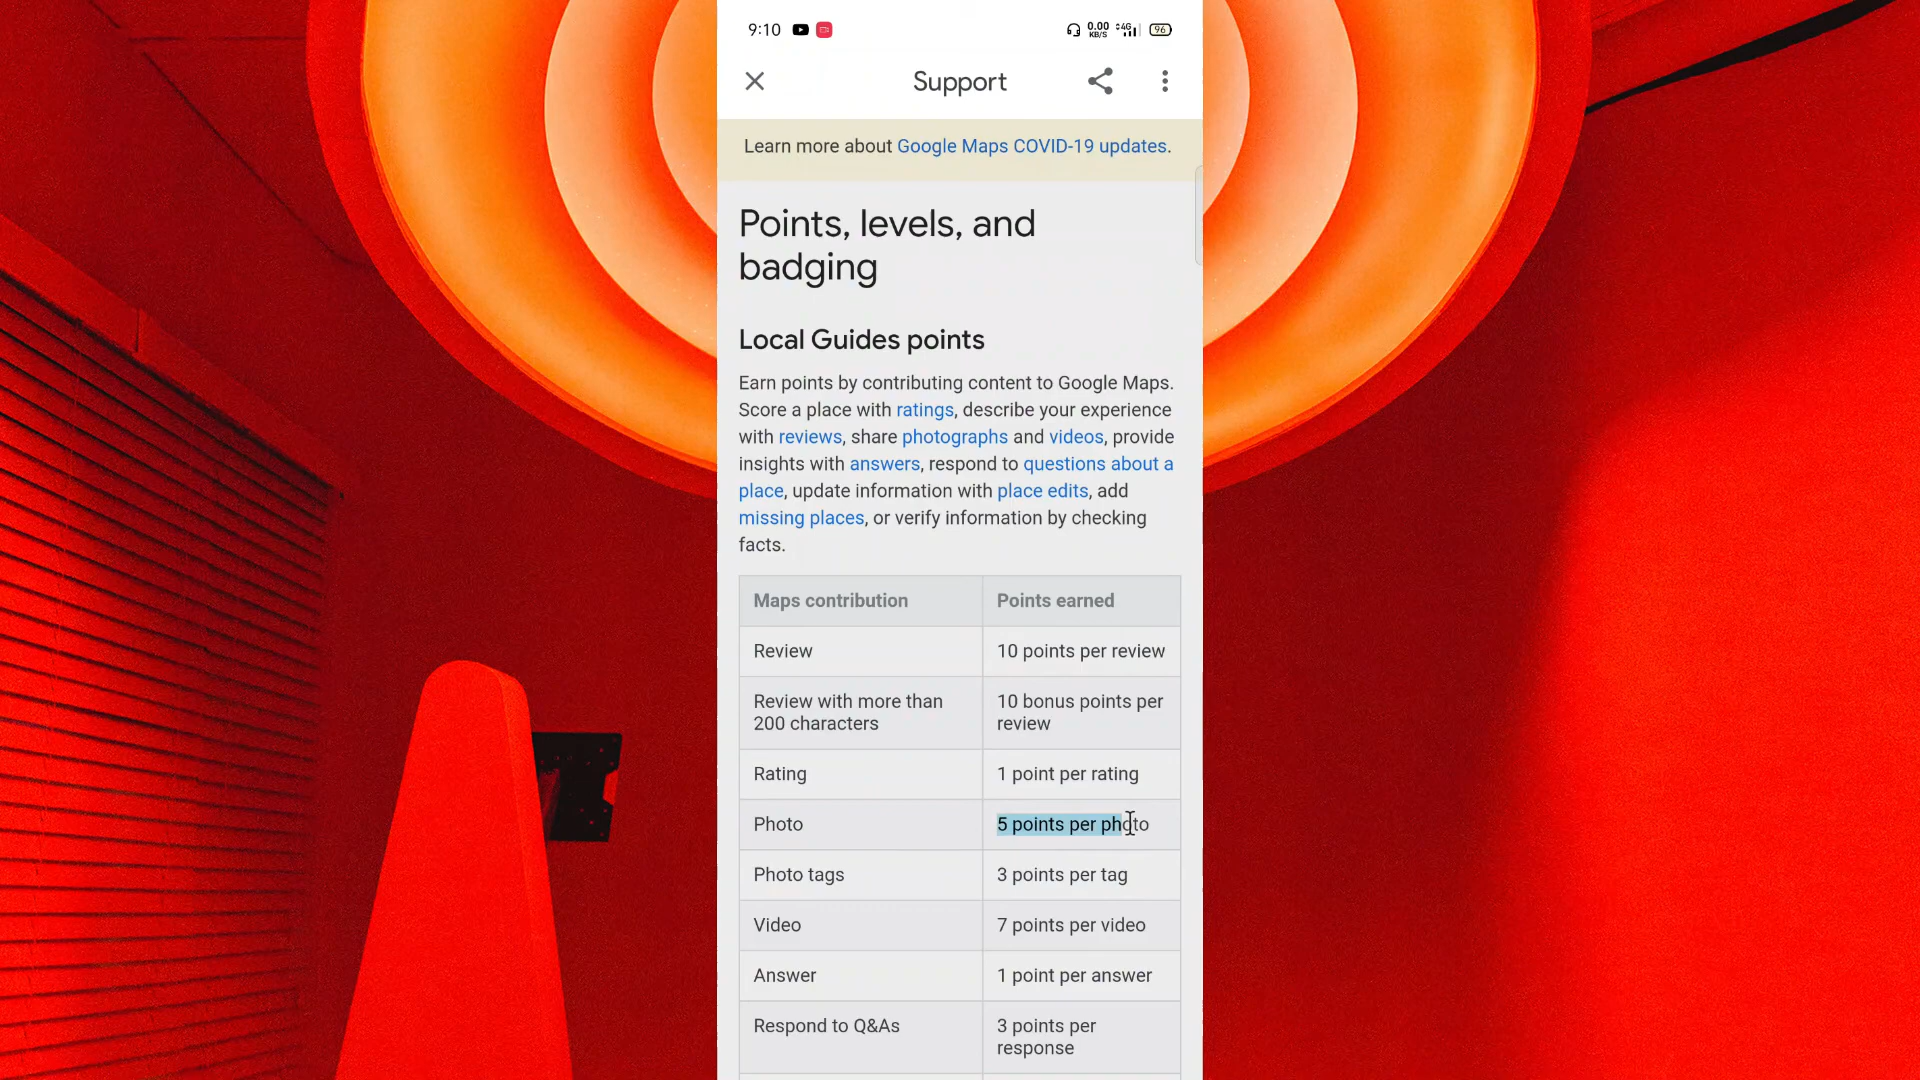 9:10
0.00
KB/S
4G
96
Support
Learn more about Google Maps COVID-19 updates.
Points, levels, and
badging
Local Guides points
Earn points by contributing content to Google Maps.
Score a place with ratings, describe your experience
with reviews, share photographs and videos, provide
insights with answers, respond to questions about a
place, update information with place edits, add
missing places, or verify information by checking
facts.
Maps contribution Points earned
Review 10 points per review
Review with more than 10 bonus points per
200 characters review
Rating 1 point per rating
Photo 5 points per photo
Photo tags 3 points per tag
Video 7 points per video
Answer 1 point per answer
Respond to Q&As 3 points per
response